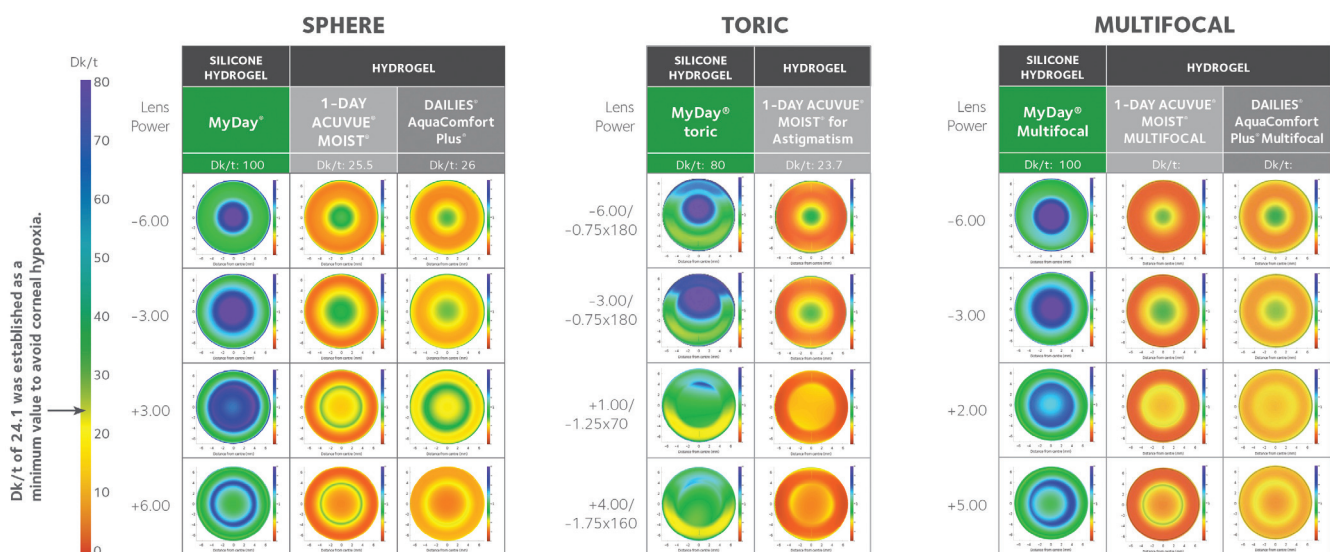 SPHERE
TORIC
MULTIFOCAL
Dk/t
80
70
60
50
40
30
20
10
0
Dk/t of 24.1 was established as a
minimum value to avoid corneal hypoxia.
Lens
Power
SILICONE
HYDROGEL
HYDROGEL
MyDay®
1-DAY
ACUVUE®
MOIST®
DAILIES®
AquaComfort
Plus®
Dk/t: 100
Dk/t: 25.5
Dk/t: 26
-6.00
-3.00
+3.00
+6.00
Lens
Power
SILICONE
HYDROGEL
HYDROGEL
MyDay®
toric
1-DAY ACUVUE®
MOIST® for
Astigmatism
Dk/t: 80
Dk/t: 23.7
-6.00/
-0.75x180
-3.00/
-0.75x180
+1.00/
-1.25x70
+4.00/
-1.75x160
Lens
Power
SILICONE
HYDROGEL
HYDROGEL
MyDay®
Multifocal
1-DAY ACUVUE®
MOIST®
MULTIFOCAL
DAILIES®
AquaComfort
Plus® Multifocal
Dk/t: 100
Dk/t:
Dk/t:
-6.00
-3.00
+2.00
+5.00
Distance from centre (mm)